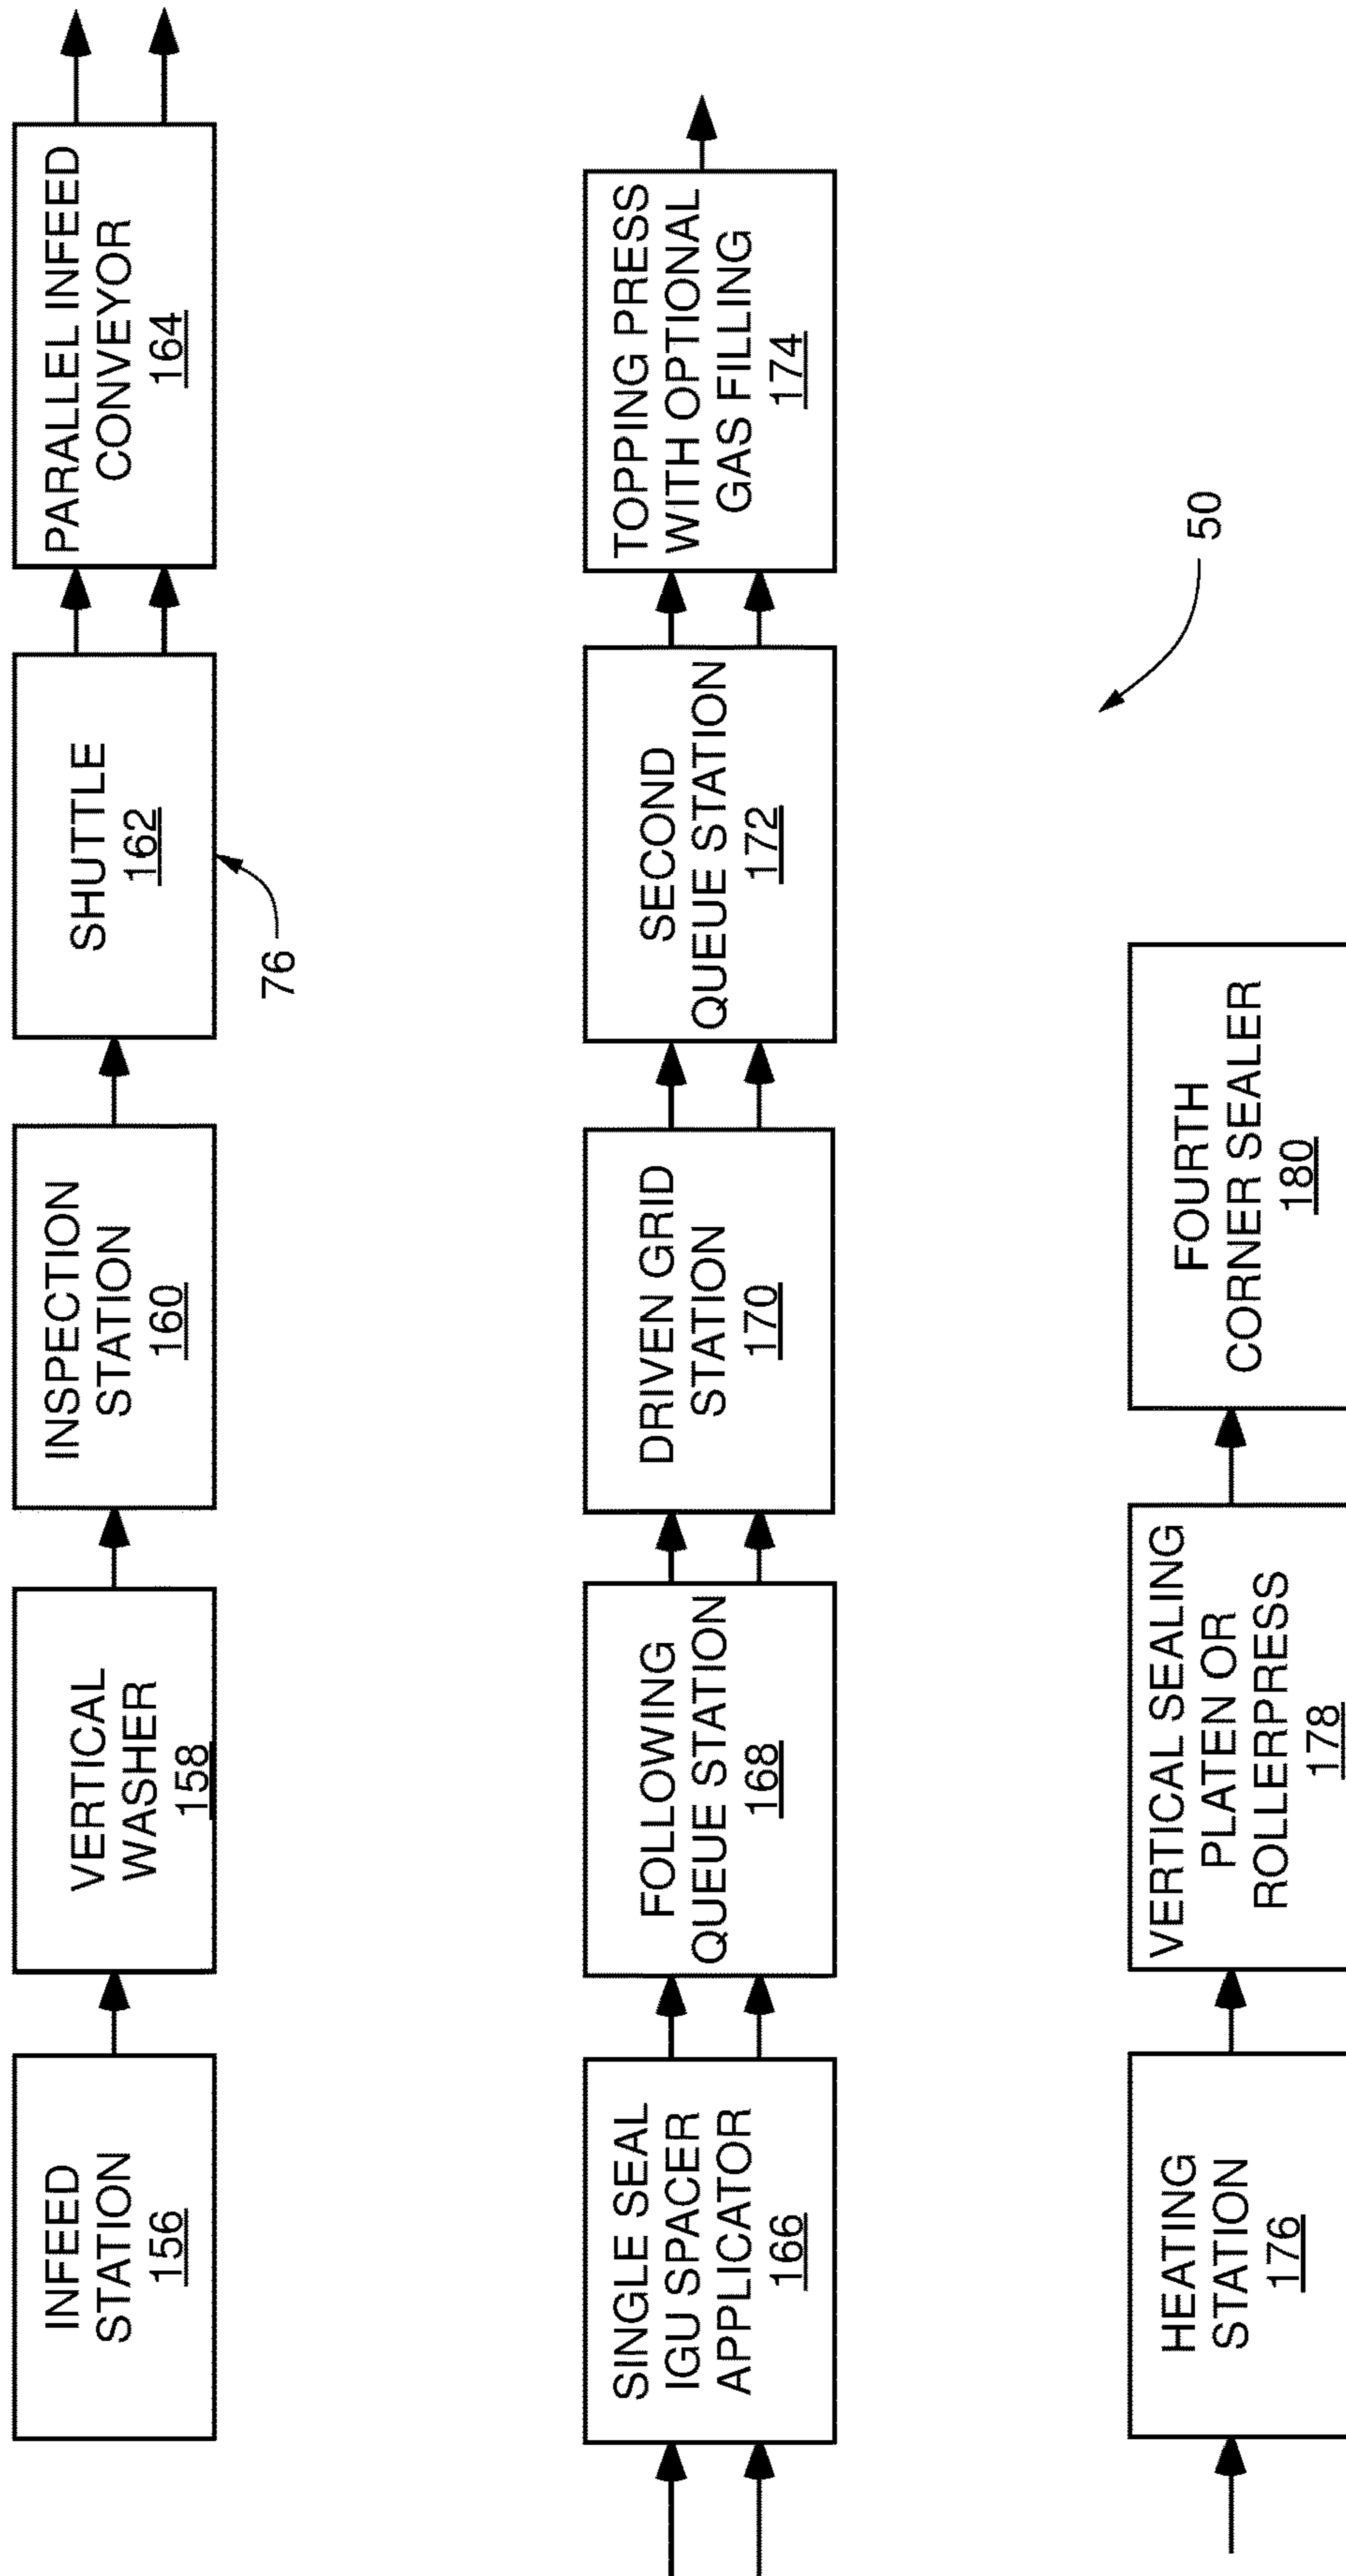 INFEED
STATION
156
VERTICAL
WASHER
158
INSPECTION
STATION
160
SHUTTLE
162
76
PARALLEL INFEED
CONVEYOR
164
SINGLE SEAL
IGU SPACER
APPLICATOR
166
FOLLOWING
QUEUE STATION
168
DRIVEN GRID
STATION
170
SECOND
QUEUE STATION
172
TOPPING PRESS
WITH OPTIONAL
GAS FILLING
174
50
HEATING
STATION
176
VERTICAL SEALING
PLATEN OR
ROLLERPRESS
178
FOURTH
CORNER SEALER
180